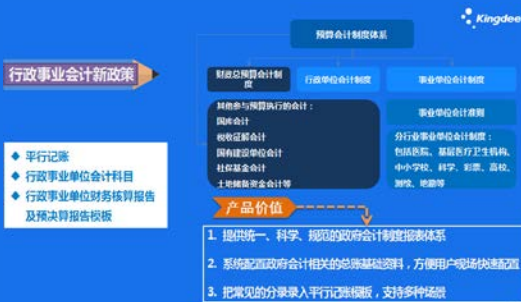 Kingdee
预算会计制度体系
行政事业会计新政策
财政总预算会计制
度
行政单位会计制度
事业单位会计制度
其他参与预算执行的会计：
国库会计
税收征解会计
国有建设单位会计
社保基金会计
土地储备资金会计等
事业单位会计准则
分行业事业单位会计制度：
包括医院、基层医疗卫生机构、
中小学校、科学、彩票、高校、
测绘、地勘等
◆ 平行记账
◆ 行政事业单位会计科目
◆ 行政事业单位财务核算报告
及预决算报告模板
产品价值
1. 提供统一、科学、规范的政府会计制度报表体系
2. 系统配置政府会计相关的总账基础资料，方便用户现场快速配置
3. 把常见的分录录入平行记账模板，支持多种场景